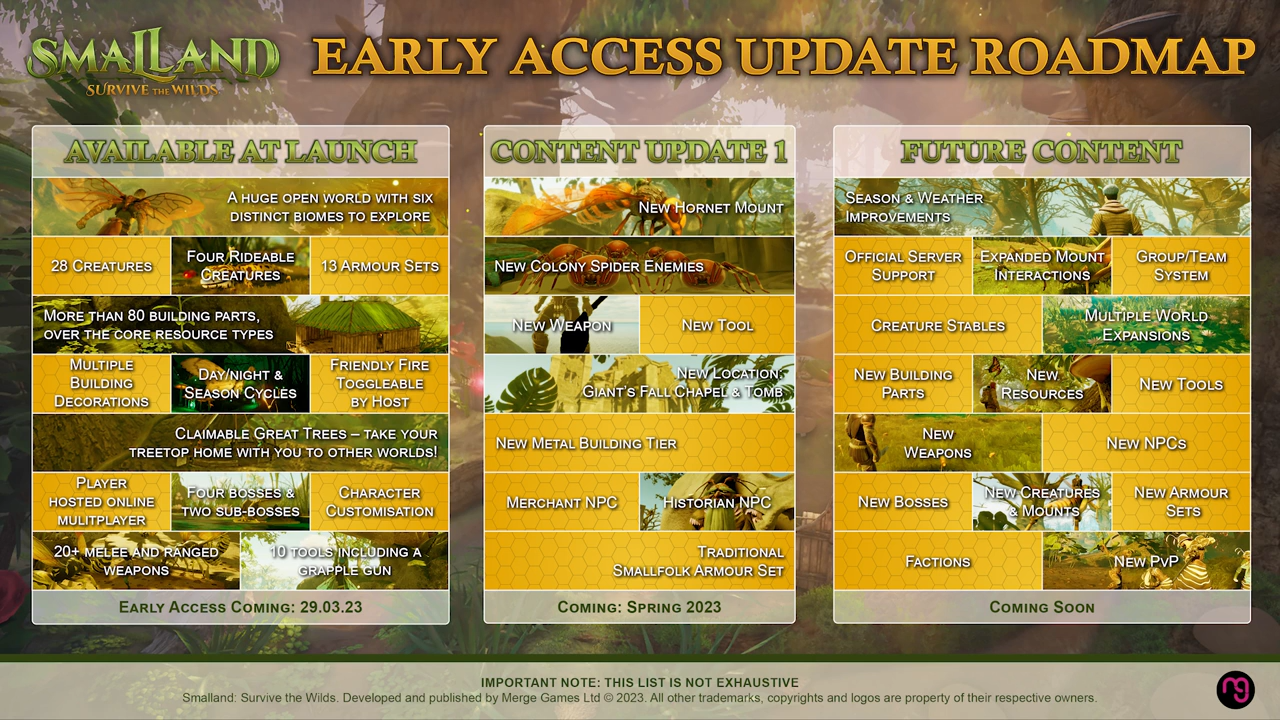 SMALLAND
SURVIVE THE WILDS
EARLY ACCESS UPDATE ROADMAP
AVAILABLE AT LAUNCH
A HUGE OPEN WORLD WITH SIX
DISTINCT BIOMES TO EXPLORE
28 CREATURES
FOUR RIDEABLE
CREATURES
13 ARMOUR SETS
MORE THAN 80 BUILDING PARTS,
OVER THE CORE RESOURCE TYPES
MULTIPLE
BUILDING
DECORATIONS
DAY/NIGHT &
SEASON CYCLES
FRIENDLY FIRE
TOGGLEABLE
BY HOST
CLAIMABLE GREAT TREES – TAKE YOUR
TREETOP HOME WITH YOU TO OTHER WORLDS!
PLAYER
HOSTED ONLINE
MULITPLAYER
FOUR BOSSES &
TWO SUB-BOSSES
CHARACTER
CUSTOMISATION
20+ MELEE AND RANGED
WEAPONS
10 TOOLS INCLUDING A
GRAPPLE GUN
EARLY ACCESS COMING: 29.03.23
CONTENT UPDATE 1
NEW HORNET MOUNT
NEW COLONY SPIDER ENEMIES
NEW WEAPON
NEW TOOL
NEW LOCATION:
GIANT'S FALL CHAPEL & TOMB
NEW METAL BUILDING TIER
MERCHANT NPC
HISTORIAN NPC
TRADITIONAL
SMALLFOLK ARMOUR SET
COMING: SPRING 2023
FUTURE CONTENT
SEASON & WEATHER
IMPROVEMENTS
OFFICIAL SERVER
SUPPORT
EXPANDED MOUNT
INTERACTIONS
GROUP/TEAM
SYSTEM
CREATURE STABLES
MULTIPLE WORLD
EXPANSIONS
NEW BUILDING
PARTS
NEW
RESOURCES
NEW TOOLS
NEW
WEAPONS
NEW NPCS
NEW BOSSES
NEW CREATURES
& MOUNTS
NEW ARMOUR
SETS
FACTIONS
NEW PVP
COMING SOON
IMPORTANT NOTE: THIS LIST IS NOT EXHAUSTIVE
Smalland: Survive the Wilds. Developed and published by Merge Games Ltd © 2023. All other trademarks, copyrights and logos are property of their respective owners.
mg